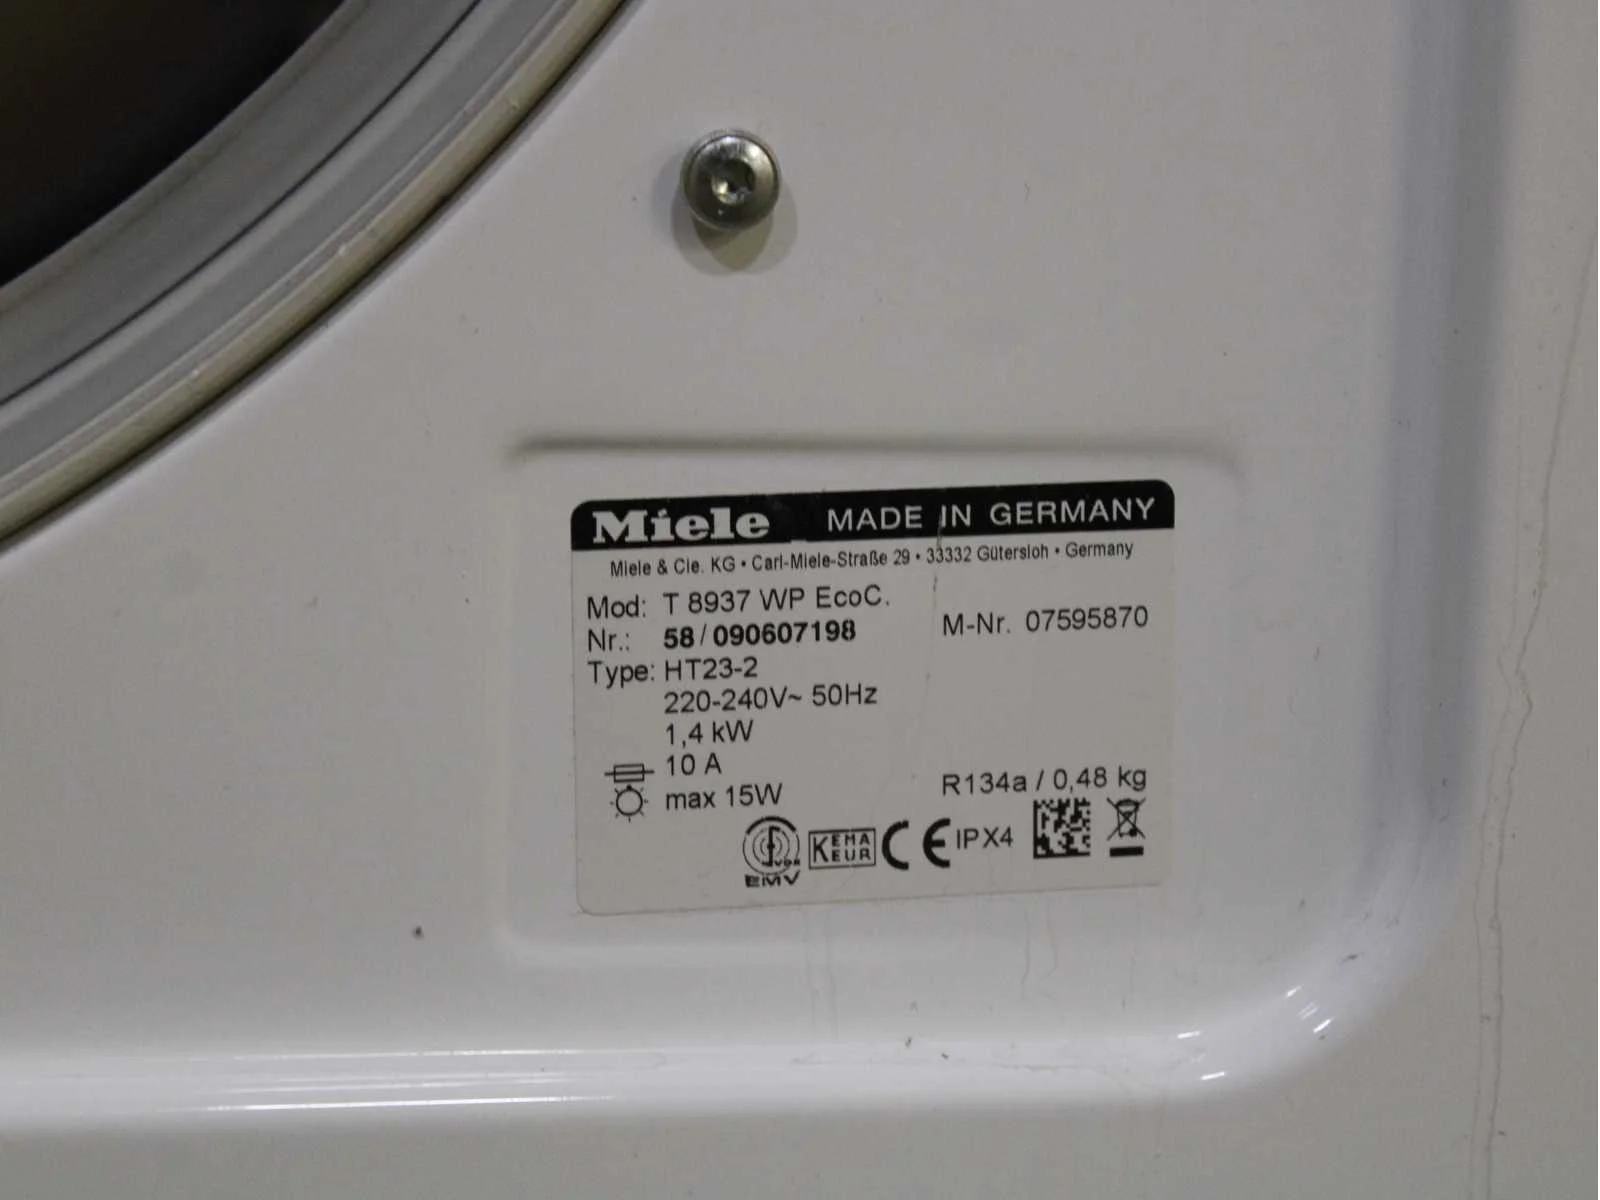 Miele MADE IN GERMANY
Miele & Cie. KG • Carl-Miele-Straße 29 • 33332 Gütersloh • Germany
Mod: T 8937 WP EcoC.
Nr.: 58/090607198 M-Nr. 07595870
Type: HT23-2
220-240V~ 50Hz
1,4 kW
10 A
max 15W R134a / 0,48 kg
VDE EMV KEMA KEUR CE IPX4